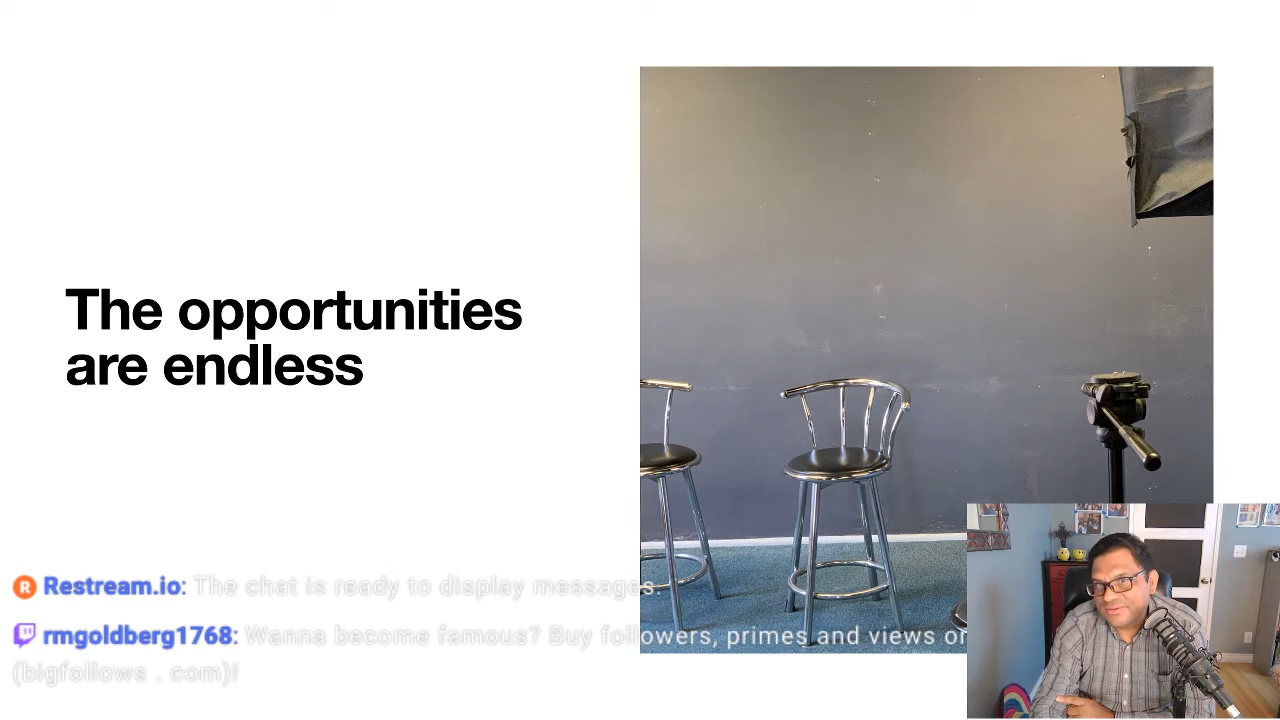 The opportunities
are endless
Restream.io: The chat is ready to display messages.
rmgoldberg1768: Wanna become famous? Buy followers, primes and views on
(bigfollows . com)!